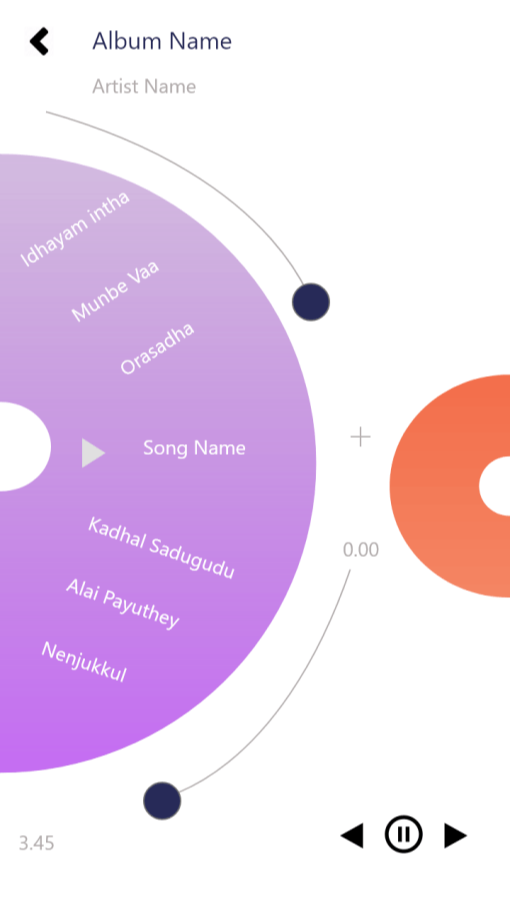 Album Name
Artist Name
Idhayam intha
Munbe Vaa
Orasadha
Song Name
Kadhal Sadugudu
Alai Payuthey
Nenjukkul
0.00
3.45